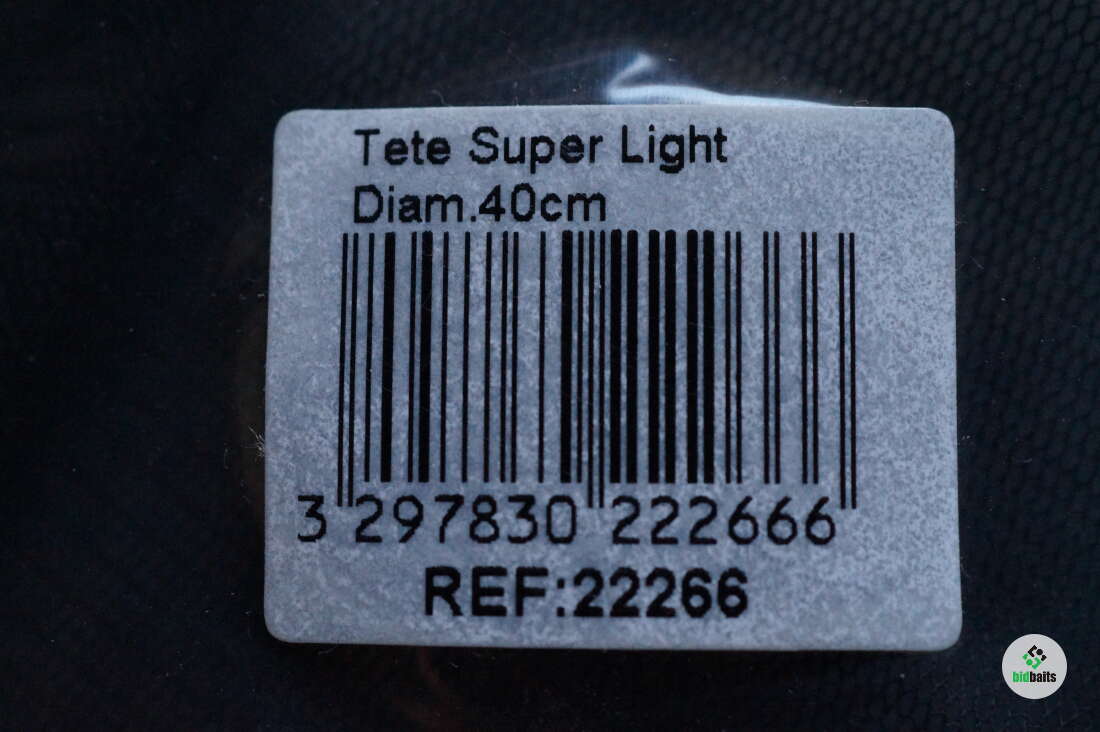 Tete Super Light
Diam.40cm
3 297830 222666
REF:22266
bidbaits